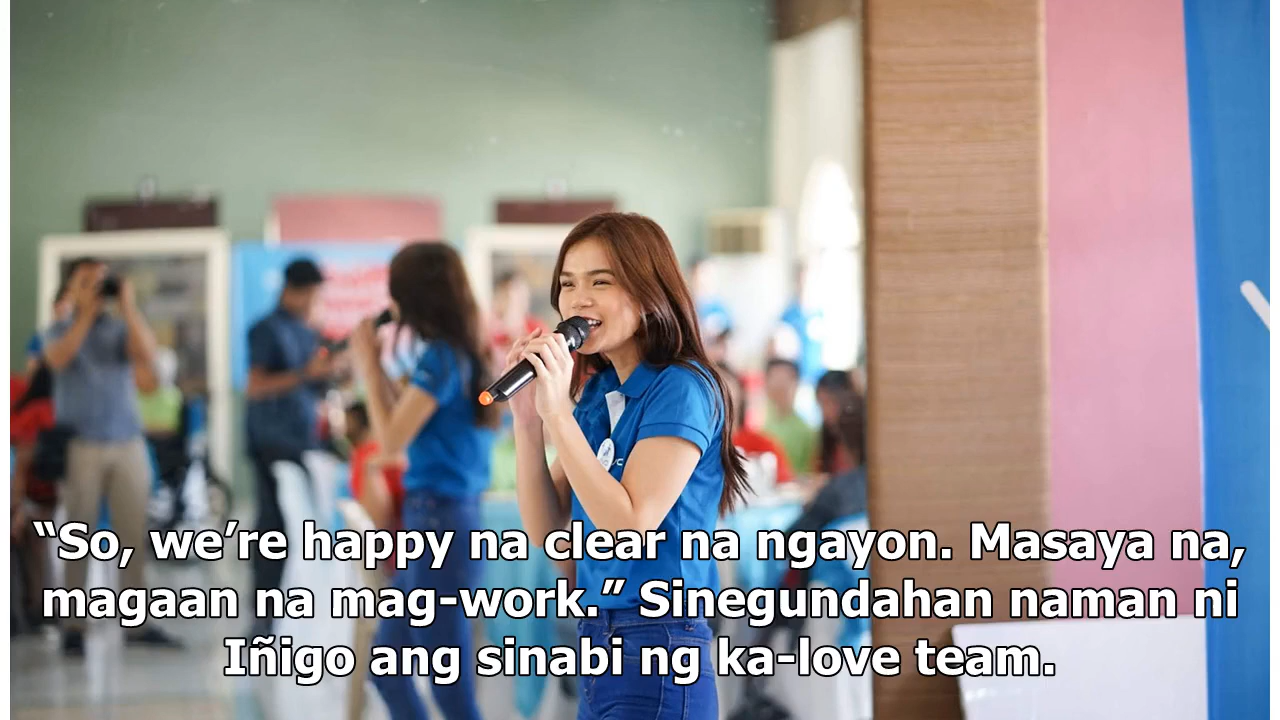 “So, we’re happy na clear na ngayon. Masaya na,
magaan na mag-work.” Sinegundahan naman ni
Iñigo ang sinabi ng ka-love team.